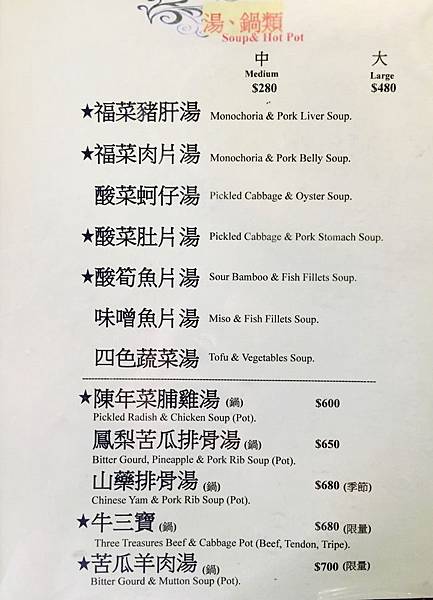 湯、鍋類
Soup& Hot Pot
中 大
Medium Large
$280 $480
★福菜豬肝湯 Monochoria & Pork Liver Soup.
★福菜肉片湯 Monochoria & Pork Belly Soup.
酸菜蚵仔湯 Pickled Cabbage & Oyster Soup.
★酸菜肚片湯 Pickled Cabbage & Pork Stomach Soup.
★酸筍魚片湯 Sour Bamboo & Fish Fillets Soup.
味噌魚片湯 Miso & Fish Fillets Soup.
四色蔬菜湯 Tofu & Vegetables Soup.
★陳年菜脯雞湯 (鍋) $600
Pickled Radish & Chicken Soup (Pot).
鳳梨苦瓜排骨湯 (鍋) $650
Bitter Gourd, Pineapple & Pork Rib Soup (Pot).
山藥排骨湯 (鍋) $680 (季節)
Chinese Yam & Pork Rib Soup (Pot).
★牛三寶 (鍋) $680 (限量)
Three Treasures Beef & Cabbage Pot (Beef, Tendon, Tripe).
★苦瓜羊肉湯 (鍋) $700 (限量)
Bitter Gourd & Mutton Soup (Pot).